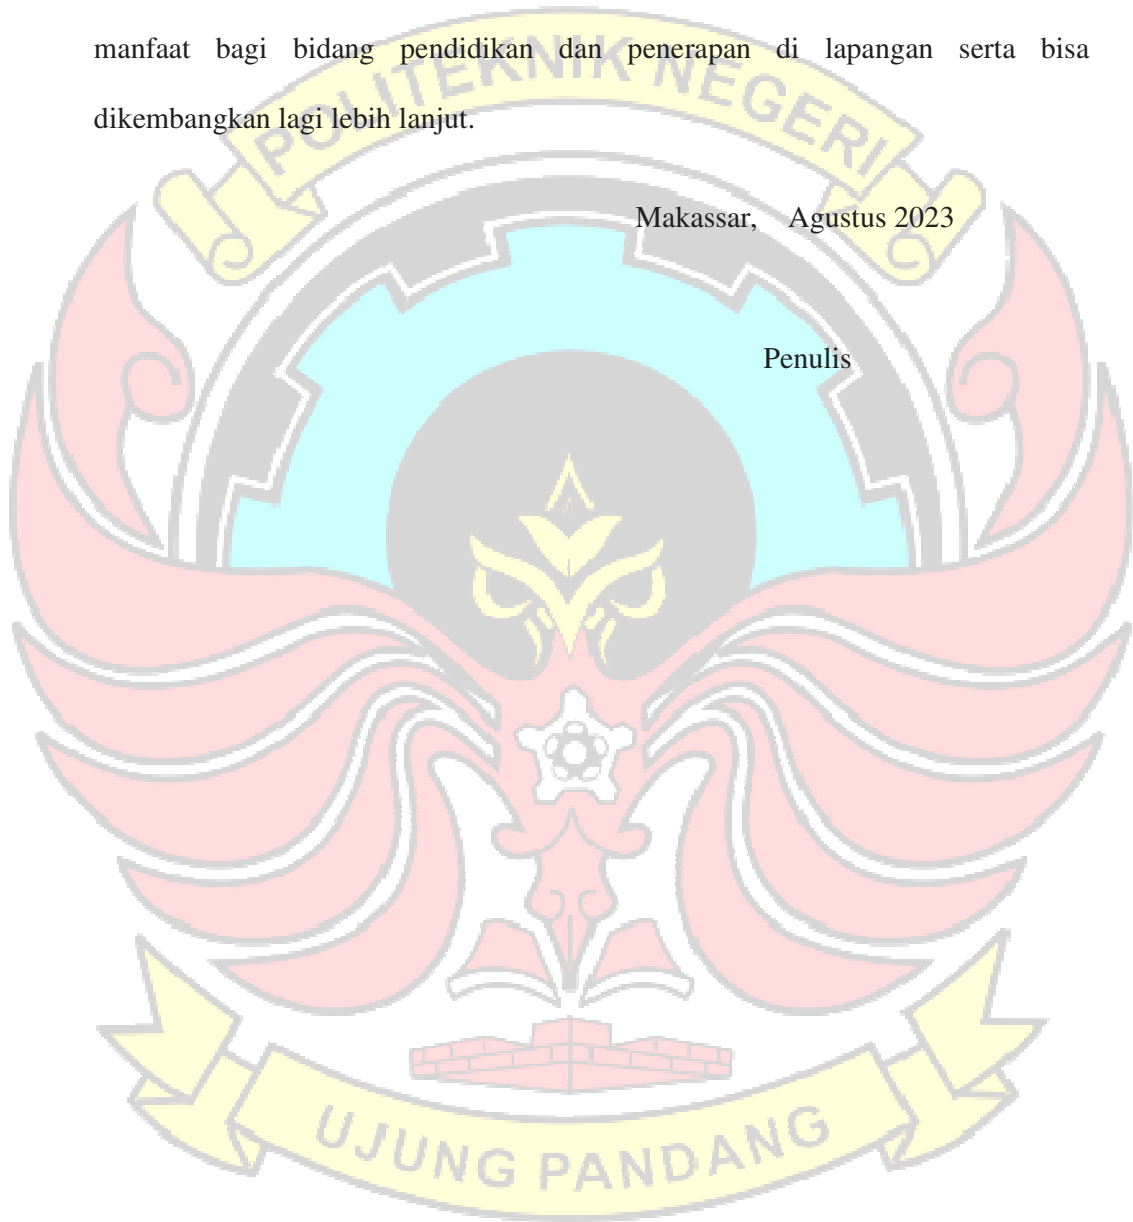 manfaat bagi bidang pendidikan dan penerapan di lapangan serta bisa
dikembangkan lagi lebih lanjut.
POLITEKNIK NEGERI
Makassar, Agustus 2023
Penulis
UJUNG PANDANG